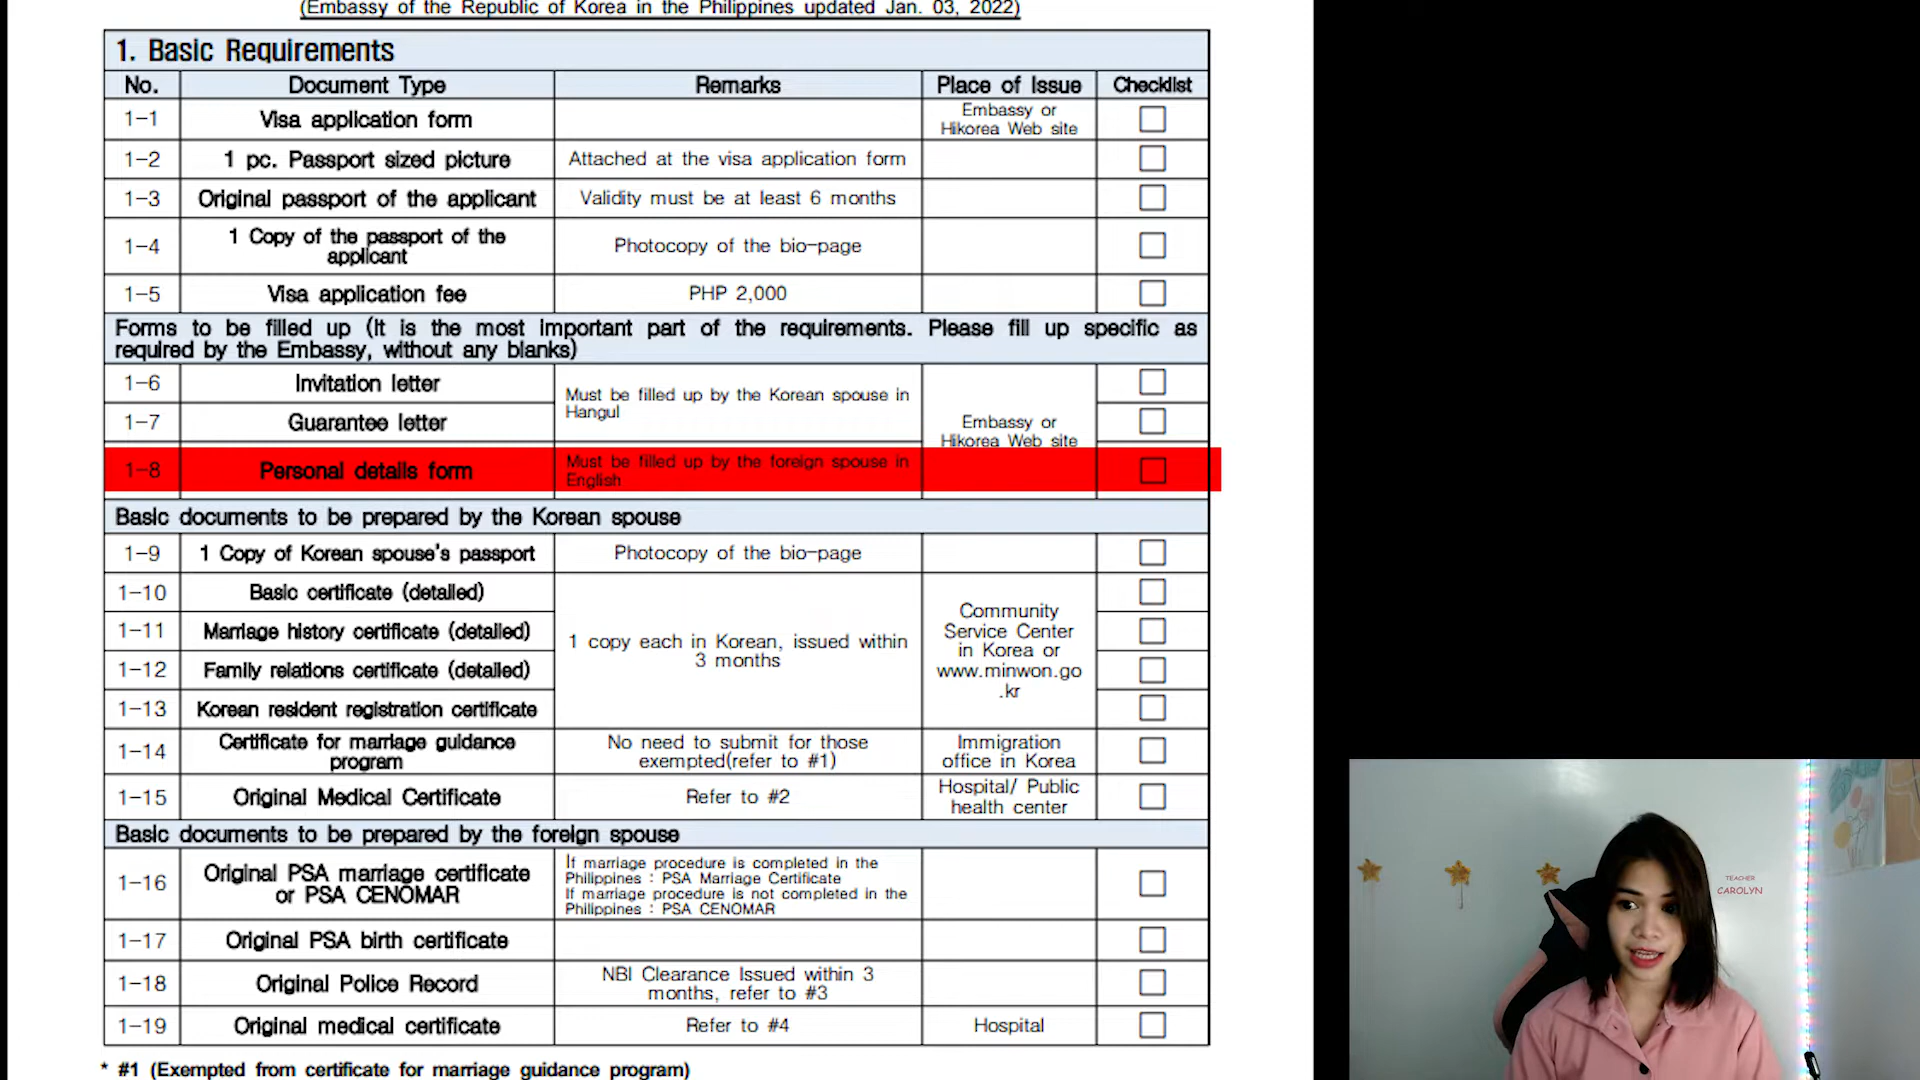 (Embassy of the Republic of Korea in the Philippines updated Jan. 03, 2022)
1. Basic Requirements
No. Document Type Remarks Place of Issue Checklist
1-1 Visa application form Embassy or
Hikorea Web site
1-2 1 pc. Passport sized picture Attached at the visa application form
1-3 Original passport of the applicant Validity must be at least 6 months
1-4 1 Copy of the passport of the
applicant Photocopy of the bio-page
1-5 Visa application fee PHP 2,000
Forms to be filled up (It is the most important part of the requirements. Please fill up specific as
required by the Embassy, without any blanks)
1-6 Invitation letter Must be filled up by the Korean spouse in
Hangul
1-7 Guarantee letter Embassy or
Hikorea Web site
1-8 Personal details form Must be filled up by the foreign spouse in
English
Basic documents to be prepared by the Korean spouse
1-9 1 Copy of Korean spouse's passport Photocopy of the bio-page
1-10 Basic certificate (detailed)
1-11 Marriage history certificate (detailed)
1-12 Family relations certificate (detailed)
1-13 Korean resident registration certificate
1 copy each in Korean, issued within
3 months
Community
Service Center
in Korea or
www.minwon.go
.kr
1-14 Certificate for marriage guidance
program No need to submit for those
exempted(refer to #1) Immigration
office in Korea
1-15 Original Medical Certificate Refer to #2 Hospital/ Public
health center
Basic documents to be prepared by the foreign spouse
1-16 Original PSA marriage certificate
or PSA CENOMAR
If marriage procedure is completed in the
Philippines : PSA Marriage Certificate
If marriage procedure is not completed in the
Philippines : PSA CENOMAR
1-17 Original PSA birth certificate
1-18 Original Police Record NBI Clearance Issued within 3
months, refer to #3
1-19 Original medical certificate Refer to #4 Hospital
* #1 (Exempted from certificate for marriage guidance program)
TEACHER
CAROLYN